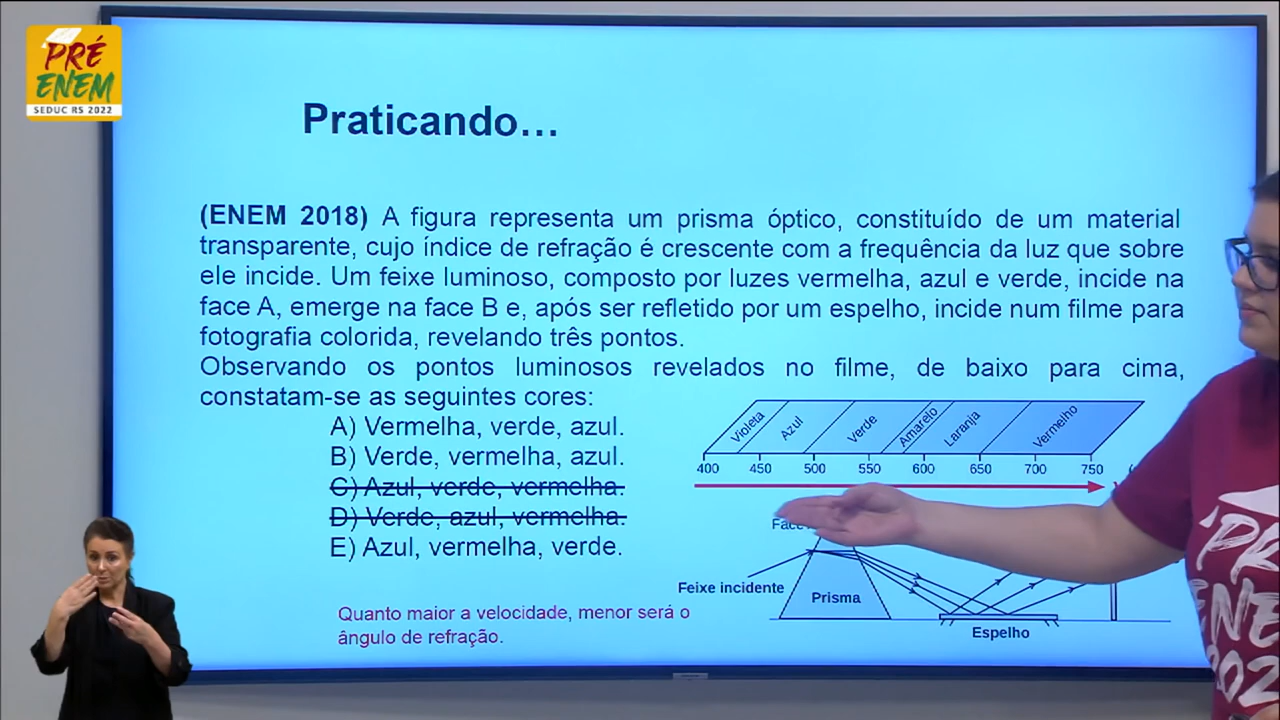 PRÉ
ENEM
SEDUC RS 2022
Praticando...
(ENEM 2018) A figura representa um prisma óptico, constituído de um material
transparente, cujo índice de refração é crescente com a frequência da luz que sobre
ele incide. Um feixe luminoso, composto por luzes vermelha, azul e verde, incide na
face A, emerge na face B e, após ser refletido por um espelho, incide num filme para
fotografia colorida, revelando três pontos.
Observando os pontos luminosos revelados no filme, de baixo para cima,
constatam-se as seguintes cores:
A) Vermelha, verde, azul.
B) Verde, vermelha, azul.
C) Azul, verde, vermelha.
D) Verde, azul, vermelha.
E) Azul, vermelha, verde.
Quanto maior a velocidade, menor será o
ângulo de refração.
Violeta Azul Verde Amarelo Laranja Vermelho
400 450 500 550 600 650 700 750
Face
Feixe incidente
Prisma
Espelho